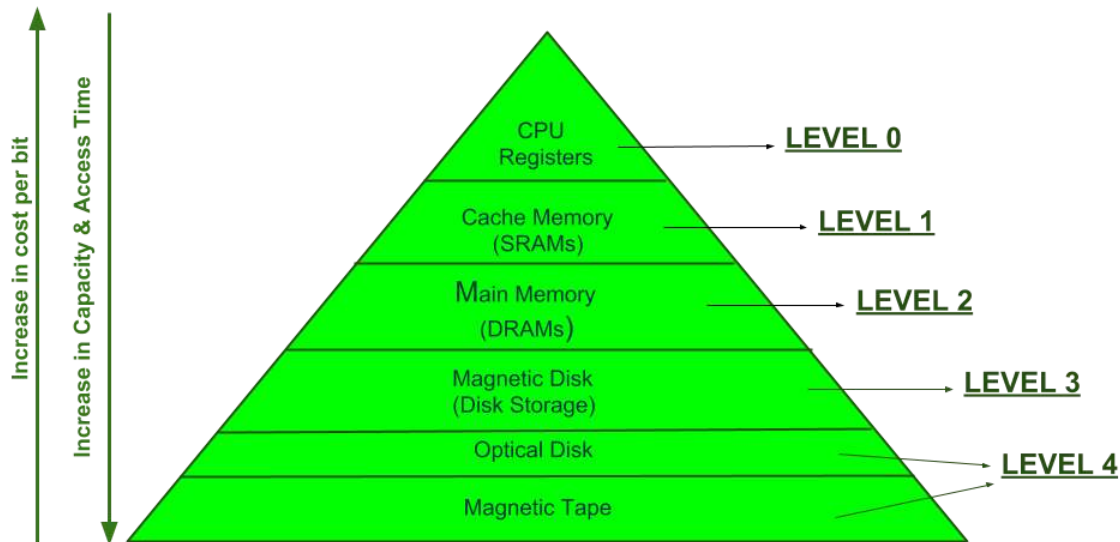 Increase in cost per bit
Increase in Capacity & Access Time
CPU
Registers
LEVEL 0
Cache Memory
(SRAMs)
LEVEL 1
Main Memory
(DRAMs)
LEVEL 2
Magnetic Disk
(Disk Storage)
LEVEL 3
Optical Disk
LEVEL 4
Magnetic Tape